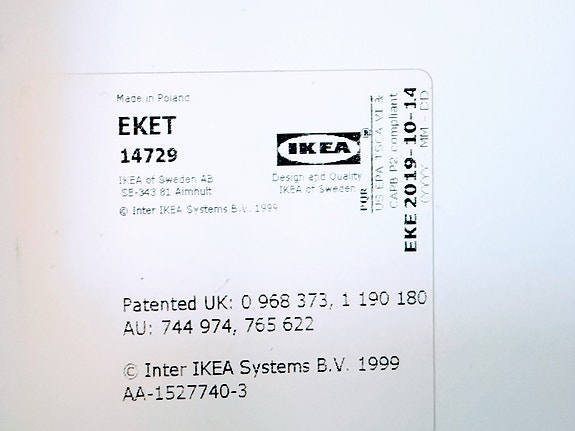 Made in Poland
EKET
14729
IKEA of Sweden AB
SE-343 81 Älmhult
© Inter IKEA Systems B.V. 1999
IKEA
®
Design and Quality
IKEA of Sweden
PQR
US EPA TSCA VI &
CARB P2 compliant
EKE 2019-10-14
(YYYY - MM - DD
Patented UK: 0 968 373, 1 190 180
AU: 744 974, 765 622
© Inter IKEA Systems B.V. 1999
AA-1527740-3